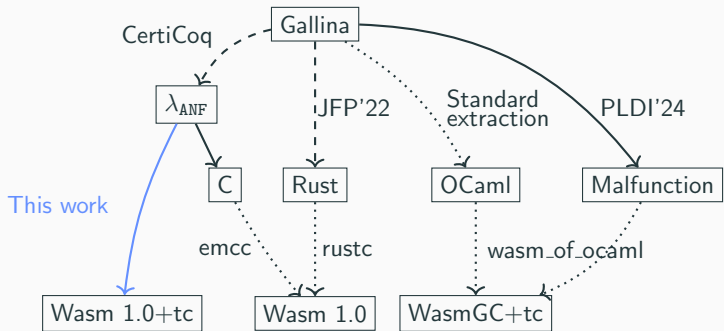 Gallina
CertiCoq
λANF
JFP'22
Standard
extraction
PLDI'24
C
Rust
OCaml
Malfunction
This work
emcc
rustc
wasm_of_ocaml
Wasm 1.0+tc
Wasm 1.0
WasmGC+tc